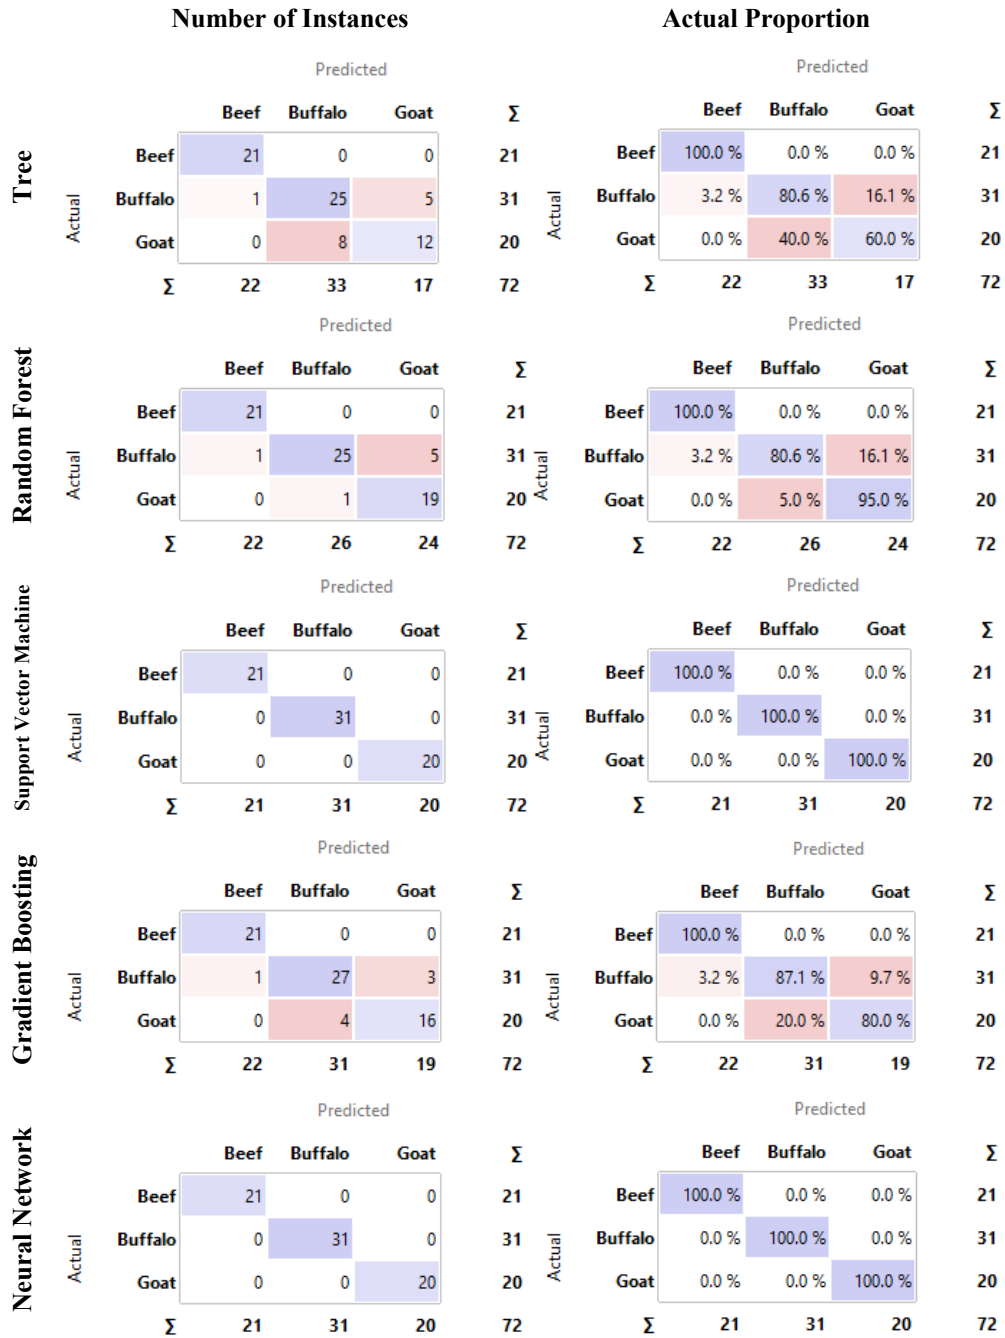 Number of Instances Actual Proportion
Tree
Predicted Predicted
Beef Buffalo Goat Σ Beef Buffalo Goat Σ
Actual Actual
Beef 21 0 0 21 Beef 100.0 % 0.0 % 0.0 % 21
Buffalo 1 25 5 31 Buffalo 3.2 % 80.6 % 16.1 % 31
Goat 0 8 12 20 Goat 0.0 % 40.0 % 60.0 % 20
Σ 22 33 17 72 Σ 22 33 17 72
Random Forest
Predicted Predicted
Beef Buffalo Goat Σ Beef Buffalo Goat Σ
Actual Actual
Beef 21 0 0 21 Beef 100.0 % 0.0 % 0.0 % 21
Buffalo 1 25 5 31 Buffalo 3.2 % 80.6 % 16.1 % 31
Goat 0 1 19 20 Goat 0.0 % 5.0 % 95.0 % 20
Σ 22 26 24 72 Σ 22 26 24 72
Support Vector Machine
Predicted Predicted
Beef Buffalo Goat Σ Beef Buffalo Goat Σ
Actual Actual
Beef 21 0 0 21 Beef 100.0 % 0.0 % 0.0 % 21
Buffalo 0 31 0 31 Buffalo 0.0 % 100.0 % 0.0 % 31
Goat 0 0 20 20 Goat 0.0 % 0.0 % 100.0 % 20
Σ 21 31 20 72 Σ 21 31 20 72
Gradient Boosting
Predicted Predicted
Beef Buffalo Goat Σ Beef Buffalo Goat Σ
Actual Actual
Beef 21 0 0 21 Beef 100.0 % 0.0 % 0.0 % 21
Buffalo 1 27 3 31 Buffalo 3.2 % 87.1 % 9.7 % 31
Goat 0 4 16 20 Goat 0.0 % 20.0 % 80.0 % 20
Σ 22 31 19 72 Σ 22 31 19 72
Neural Network
Predicted Predicted
Beef Buffalo Goat Σ Beef Buffalo Goat Σ
Actual Actual
Beef 21 0 0 21 Beef 100.0 % 0.0 % 0.0 % 21
Buffalo 0 31 0 31 Buffalo 0.0 % 100.0 % 0.0 % 31
Goat 0 0 20 20 Goat 0.0 % 0.0 % 100.0 % 20
Σ 21 31 20 72 Σ 21 31 20 72